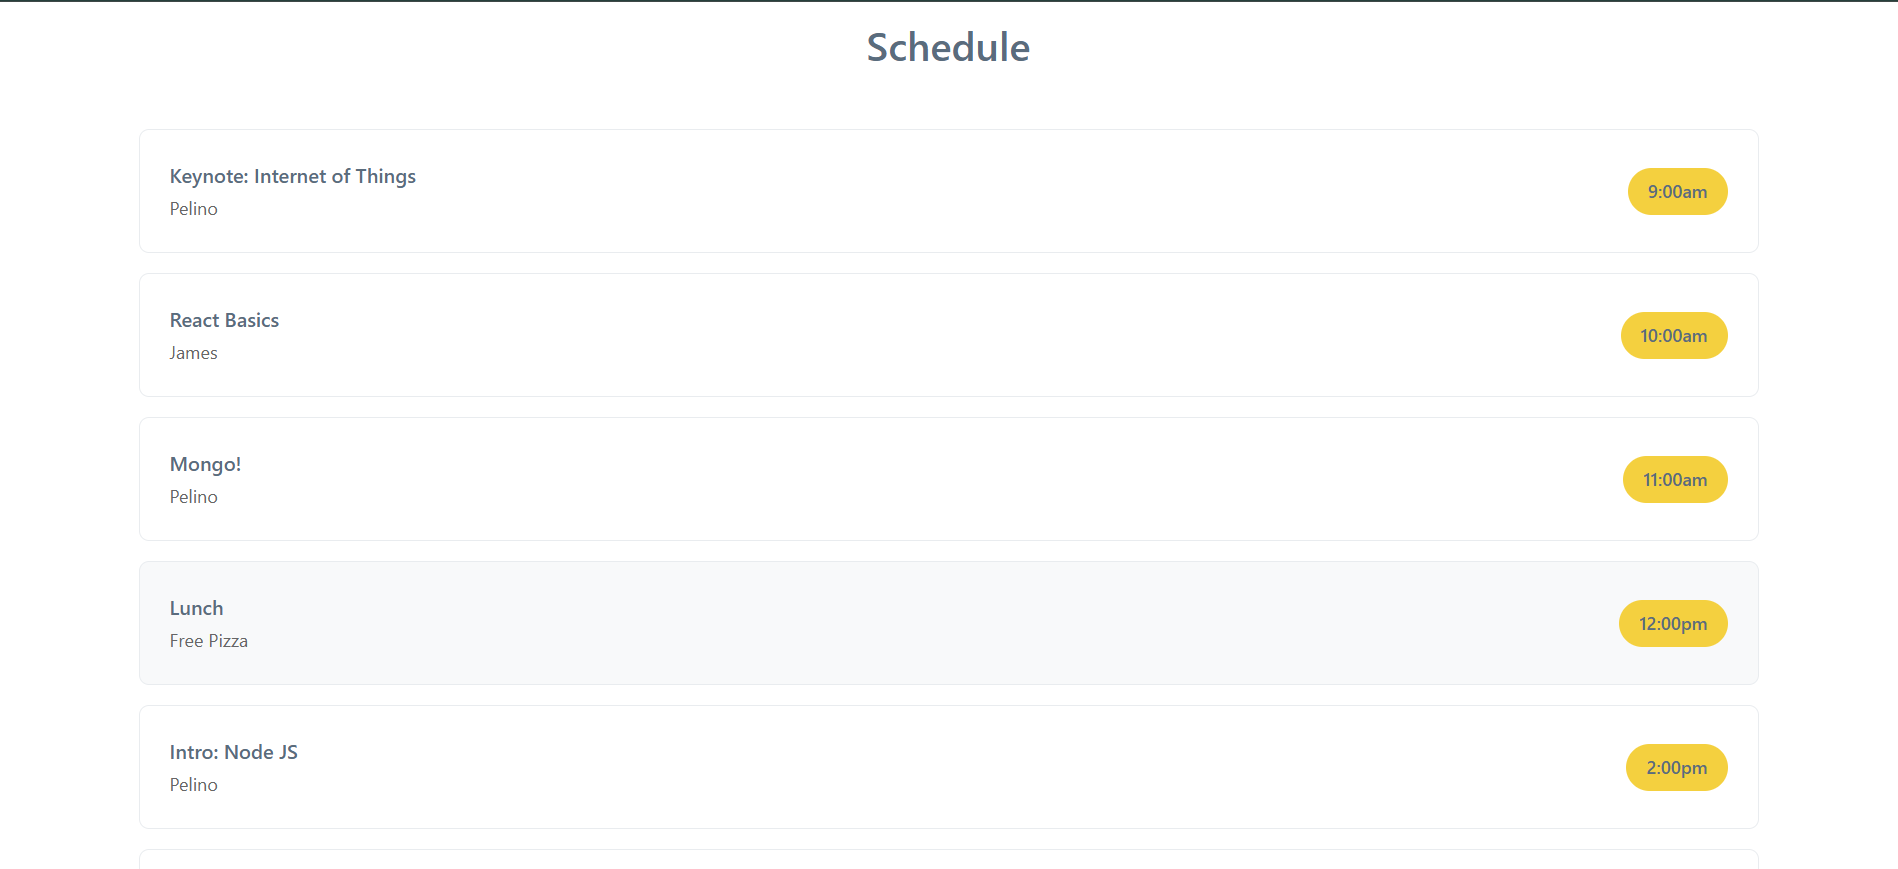 Schedule
Keynote: Internet of Things
Pelino
9:00am
React Basics
James
10:00am
Mongo!
Pelino
11:00am
Lunch
Free Pizza
12:00pm
Intro: Node JS
Pelino
2:00pm